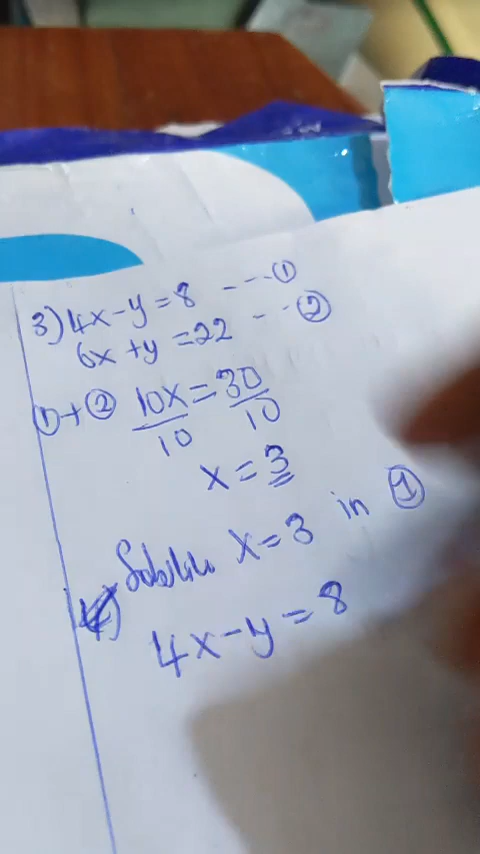 3) 4x-y=8 --- ①
6x+y=22 -- ②
①+② 10x/10 = 30/10
x=3
x=3 in ①
4x-y=8